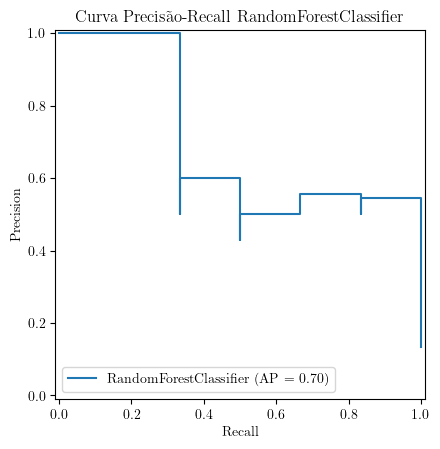 Curva Precisão-Recall RandomForestClassifier
1.0
0.8
0.6
0.4
0.2
0.0
Precision
RandomForestClassifier (AP = 0.70)
0.0 0.2 0.4 0.6 0.8 1.0
Recall